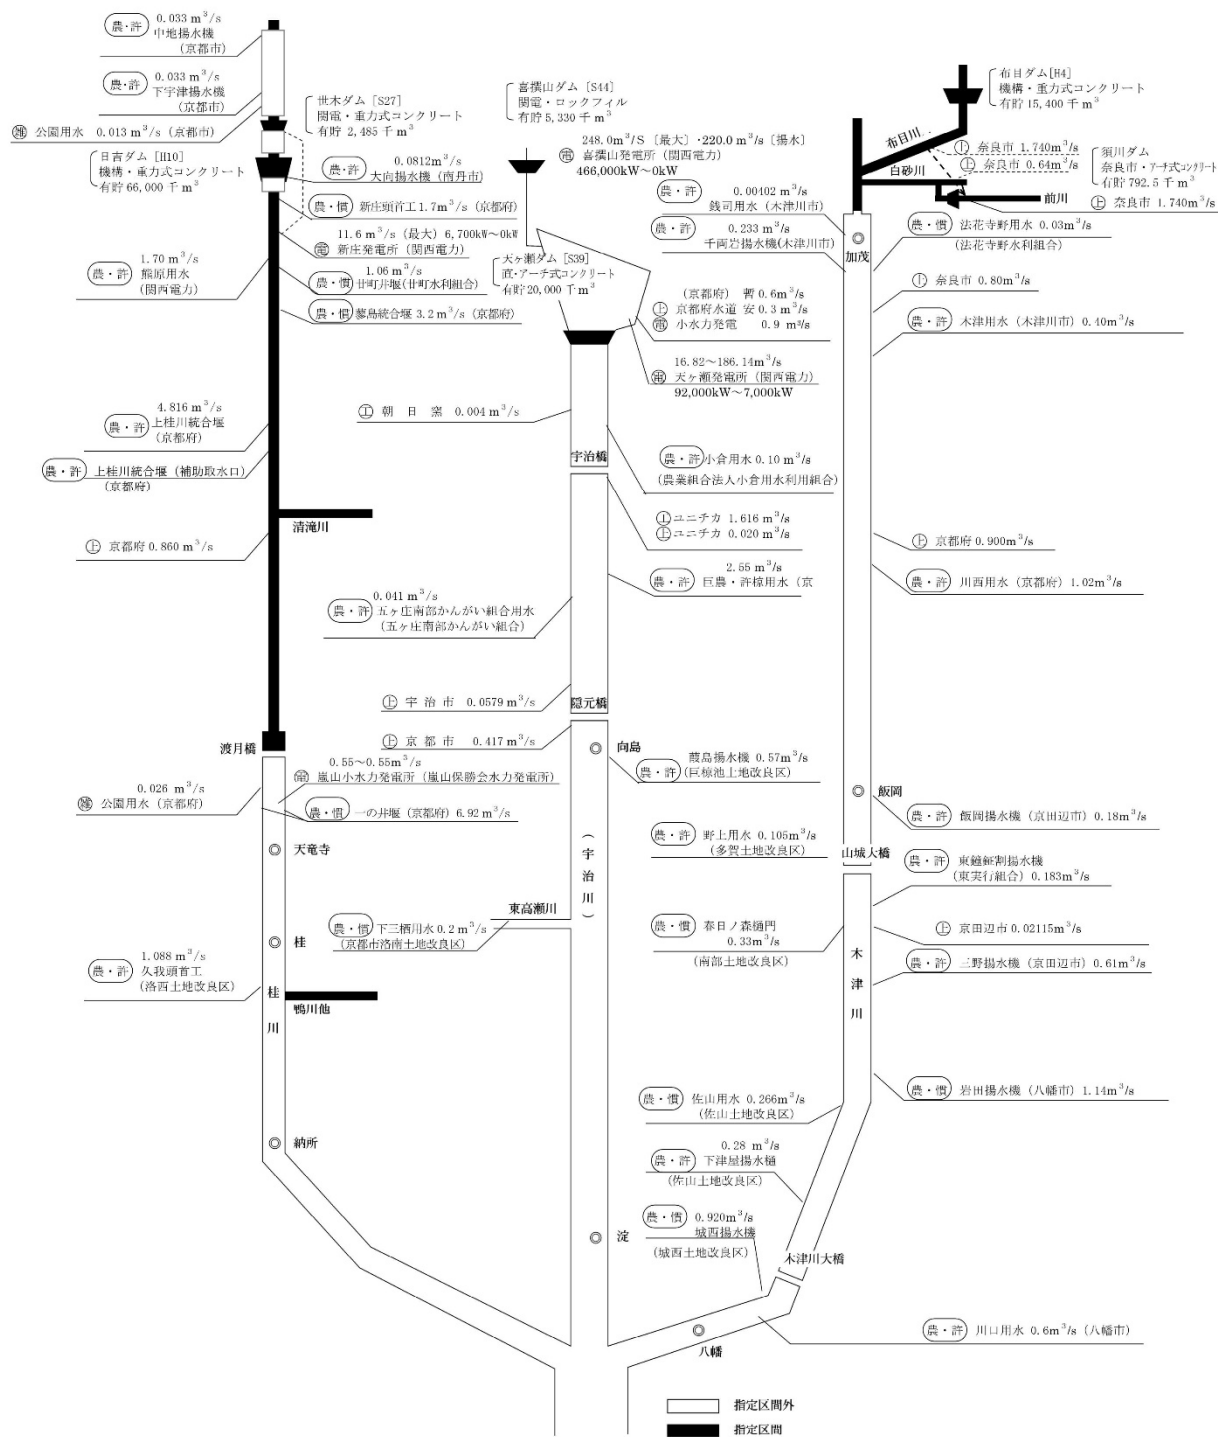 農・許 0.033 m³/s
中地揚水機
(京都市)
農・許 0.033 m³/s
下宇津揚水機
(京都市)
雑 公園用水 0.013 m³/s (京都市)
世木ダム [S27]
関電・重力式コンクリート
有貯 2,485 千m³
日吉ダム [H10]
機構・重力式コンクリート
有貯 66,000 千m³
農・許 0.0812m³/s
大向揚水機 (南丹市)
農・慣 新庄頭首工 1.7m³/s (京都府)
11.6 m³/s (最大) 6,700kW～0kW
電 新庄発電所 (関西電力)
1.70 m³/s
農・許 熊原用水
(関西電力)
1.06 m³/s
農・慣 廿町井堰(廿町水利組合)
農・慣 蓼島統合堰 3.2 m³/s (京都府)
4.816 m³/s
農・許 上桂川統合堰
(京都府)
農・許 上桂川統合堰 (補助取水口)
(京都府)
清滝川
上 京都府 0.860 m³/s
渡月橋
0.55～0.55m³/s
電 嵐山小水力発電所 (嵐山保勝会水力発電所)
0.026 m³/s
雑 公園用水 (京都府)
農・慣 一の井堰 (京都府) 6.92 m³/s
天竜寺
桂
1.088 m³/s
農・許 久我頭首工
(洛西土地改良区)
桂川
鴨川他
納所
喜撰山ダム [S44]
関電・ロックフィル
有貯 5,330 千m³
248.0m³/S 〔最大〕・220.0 m³/s〔揚水〕
電 喜撰山発電所 (関西電力)
466,000kW～0kW
天ヶ瀬ダム [S39]
直・アーチ式コンクリート
有貯 20,000 千m³
(京都府) 暫 0.6m³/s
上 京都府水道 安 0.3 m³/s
電 小水力発電 0.9 m³/s
16.82～186.14m³/s
電 天ヶ瀬発電所 (関西電力)
92,000kW～7,000kW
工 朝日窯 0.004 m³/s
宇治橋
農・許 小倉用水 0.10 m³/s
(農業組合法人小倉用水利用組合)
工 ユニチカ 1.616 m³/s
上 ユニチカ 0.020 m³/s
2.55 m³/s
農・許 巨農・許椋用水 (京
0.041 m³/s
農・許 五ヶ庄南部かんがい組合用水
(五ヶ庄南部かんがい組合)
上 宇治市 0.0579 m³/s
隠元橋
上 京都市 0.417 m³/s
向島
葭島揚水機 0.57m³/s
農・許 (巨椋池土地改良区)
(宇治川)
農・許 野上用水 0.105m³/s
(多賀土地改良区)
東高瀬川
農・慣 下三栖用水 0.2 m³/s
(京都市洛南土地改良区)
農・慣 春日ノ森樋門
0.33m³/s
(南部土地改良区)
農・慣 佐山用水 0.266m³/s
(佐山土地改良区)
0.28 m³/s
農・許 下津屋揚水樋
(佐山土地改良区)
農・慣 0.920m³/s
城西揚水機
(城西土地改良区)
淀
木津川大橋
八幡
布目ダム[H4]
機構・重力式コンクリート
有貯 15,400 千m³
布目川
上 奈良市 1.740m³/s
上 奈良市 0.64m³/s
白砂川
須川ダム
奈良市・アーチ式コンクリート
有貯 792.5 千m³
前川
上 奈良市 1.740m³/s
農・許 0.00402 m³/s
銭司用水 (木津川市)
農・許 0.233 m³/s
千両岩揚水機(木津川市)
加茂
農・慣 法花寺野用水 0.03m³/s
(法花寺野水利組合)
上 奈良市 0.80m³/s
農・許 木津用水 (木津川市) 0.40m³/s
上 京都府 0.900m³/s
農・許 川西用水 (京都府) 1.02m³/s
飯岡
農・許 飯岡揚水機 (京田辺市) 0.18m³/s
山城大橋
農・許 東鐘鉦割揚水機
(東実行組合) 0.183m³/s
上 京田辺市 0.02115m³/s
農・許 三野揚水機 (京田辺市) 0.61m³/s
木津川
農・慣 岩田揚水機 (八幡市) 1.14m³/s
農・許 川口用水 0.6m³/s (八幡市)
指定区間外
指定区間